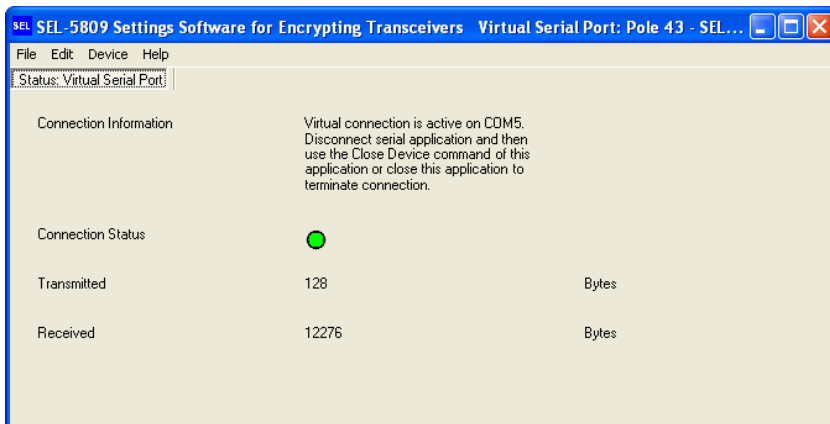 SEL SEL-5809 Settings Software for Encrypting Transceivers Virtual Serial Port: Pole 43 - SEL...
File Edit Device Help
Status: Virtual Serial Port
Connection Information
Virtual connection is active on COM5.
Disconnect serial application and then
use the Close Device command of this
application or close this application to
terminate connection.
Connection Status
Transmitted 128 Bytes
Received 12276 Bytes